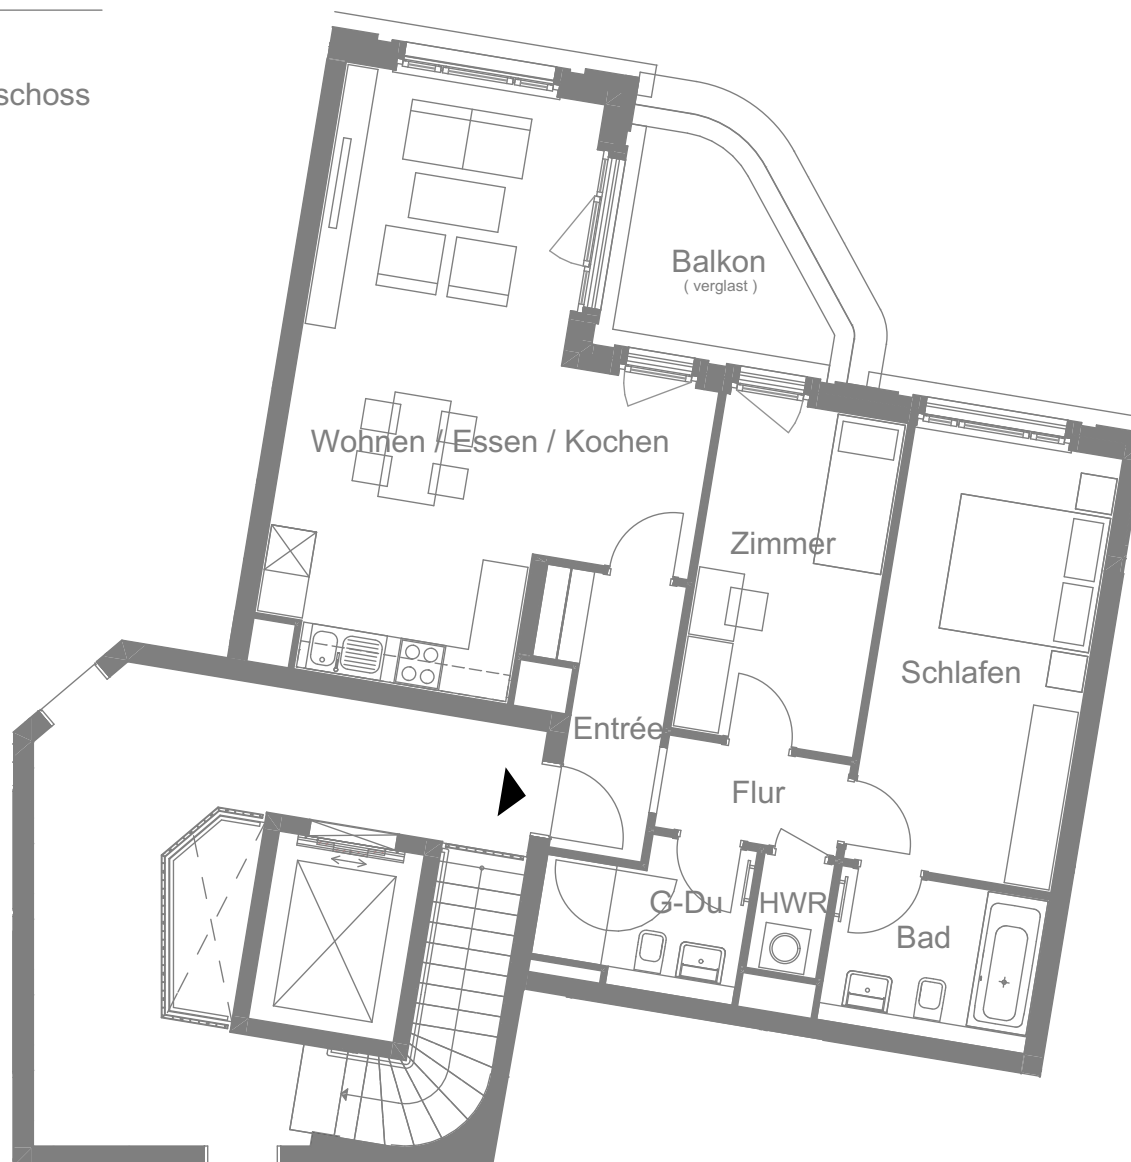 schoss
Balkon
( verglast )
Wohnen / Essen / Kochen
Zimmer
Schlafen
Entrée
Flur
G-Du
HWR
Bad